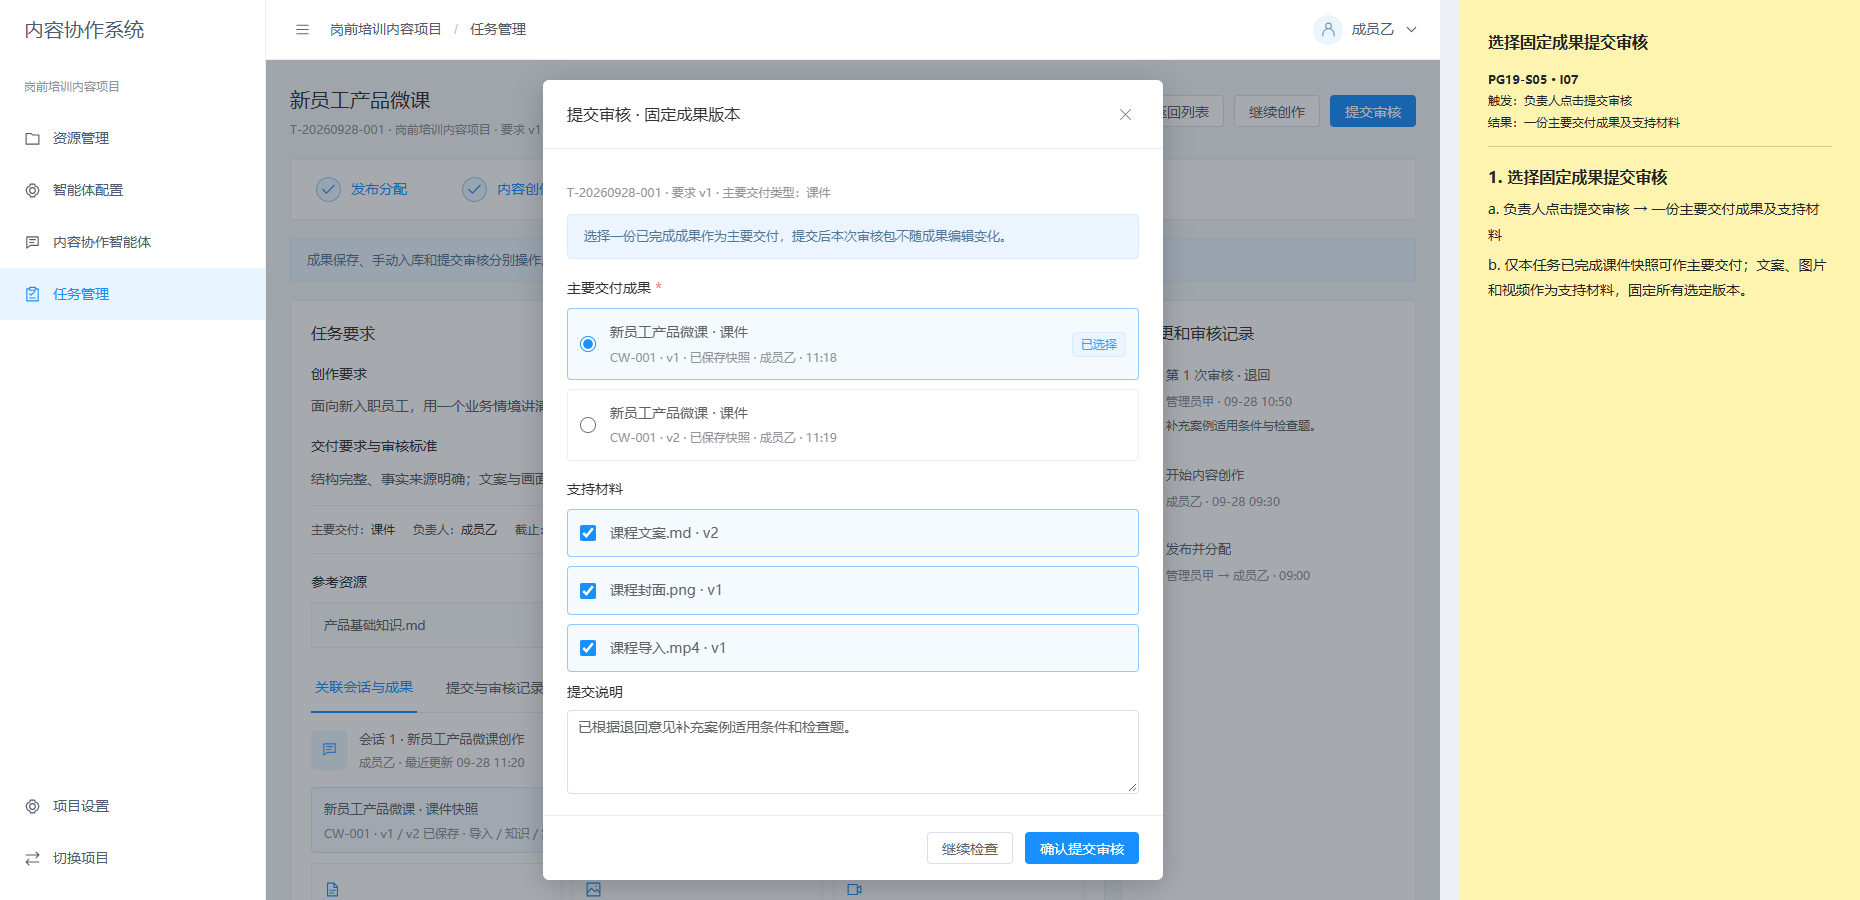 内容协作系统
岗前培训内容项目
资源管理
智能体配置
内容协作智能体
任务管理
项目设置
切换项目
岗前培训内容项目 / 任务管理
成员乙
新员工产品微课
T-20260928-001 · 岗前培训内容项目 · 要求 v1
返回列表
继续创作
提交审核
发布分配
内容创作
成果保存、手动入库和提交审核分别操作。
任务要求
创作要求
面向新入职员工，用一个业务情境讲清
交付要求与审核标准
结构完整、事实来源明确；文案与画面
主要交付：课件 负责人：成员乙 截止：
参考资源
产品基础知识.md
关联会话与成果
提交与审核记录
会话 1 · 新员工产品微课创作
成员乙 · 最近更新 09-28 11:20
新员工产品微课 · 课件快照
CW-001 · v1 / v2 已保存 · 导入 / 知识 /
更和审核记录
第 1 次审核 · 退回
管理员甲 · 09-28 10:50
补充案例适用条件与检查题。
开始内容创作
成员乙 · 09-28 09:30
发布并分配
管理员甲 → 成员乙 · 09:00
提交审核 · 固定成果版本
T-20260928-001 · 要求 v1 · 主要交付类型：课件
选择一份已完成成果作为主要交付，提交后本次审核包不随成果编辑变化。
主要交付成果 *
新员工产品微课 · 课件
CW-001 · v1 · 已保存快照 · 成员乙 · 11:18
已选择
新员工产品微课 · 课件
CW-001 · v2 · 已保存快照 · 成员乙 · 11:19
支持材料
课程文案.md · v2
课程封面.png · v1
课程导入.mp4 · v1
提交说明
已根据退回意见补充案例适用条件和检查题。
继续检查
确认提交审核
选择固定成果提交审核
PG19-S05 • I07
触发：负责人点击提交审核
结果：一份主要交付成果及支持材料
1. 选择固定成果提交审核
a. 负责人点击提交审核 → 一份主要交付成果及支持材
料
b. 仅本任务已完成课件快照可作主要交付；文案、图片
和视频作为支持材料，固定所有选定版本。